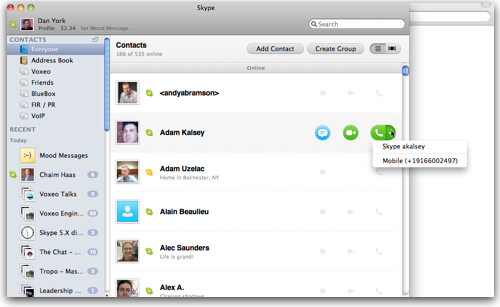 Skype
Dan York
Profile $2.34 Set Mood Message...
Search
CONTACTS
Everyone
Address Book
Voxeo
Friends
BlueBox
FIR / PR
VoIP
RECENT
Today
Mood Messages
Chaim Haas
Voxeo Talks
Voxeo Engin...
Skype 5.X di...
The Chat - ...
Tropo - Mas...
Leadership ...
Contacts
166 of 535 online
Add Contact
Create Group
Online
<andyabramson>
Adam Kalsey
Skype akalsey
Mobile (+19166002497)
Adam Uzelac
Home in Rochester, NY
Alain Beaulieu
Alec Saunders
Life is grand!
Alex A.
Chasing shadows